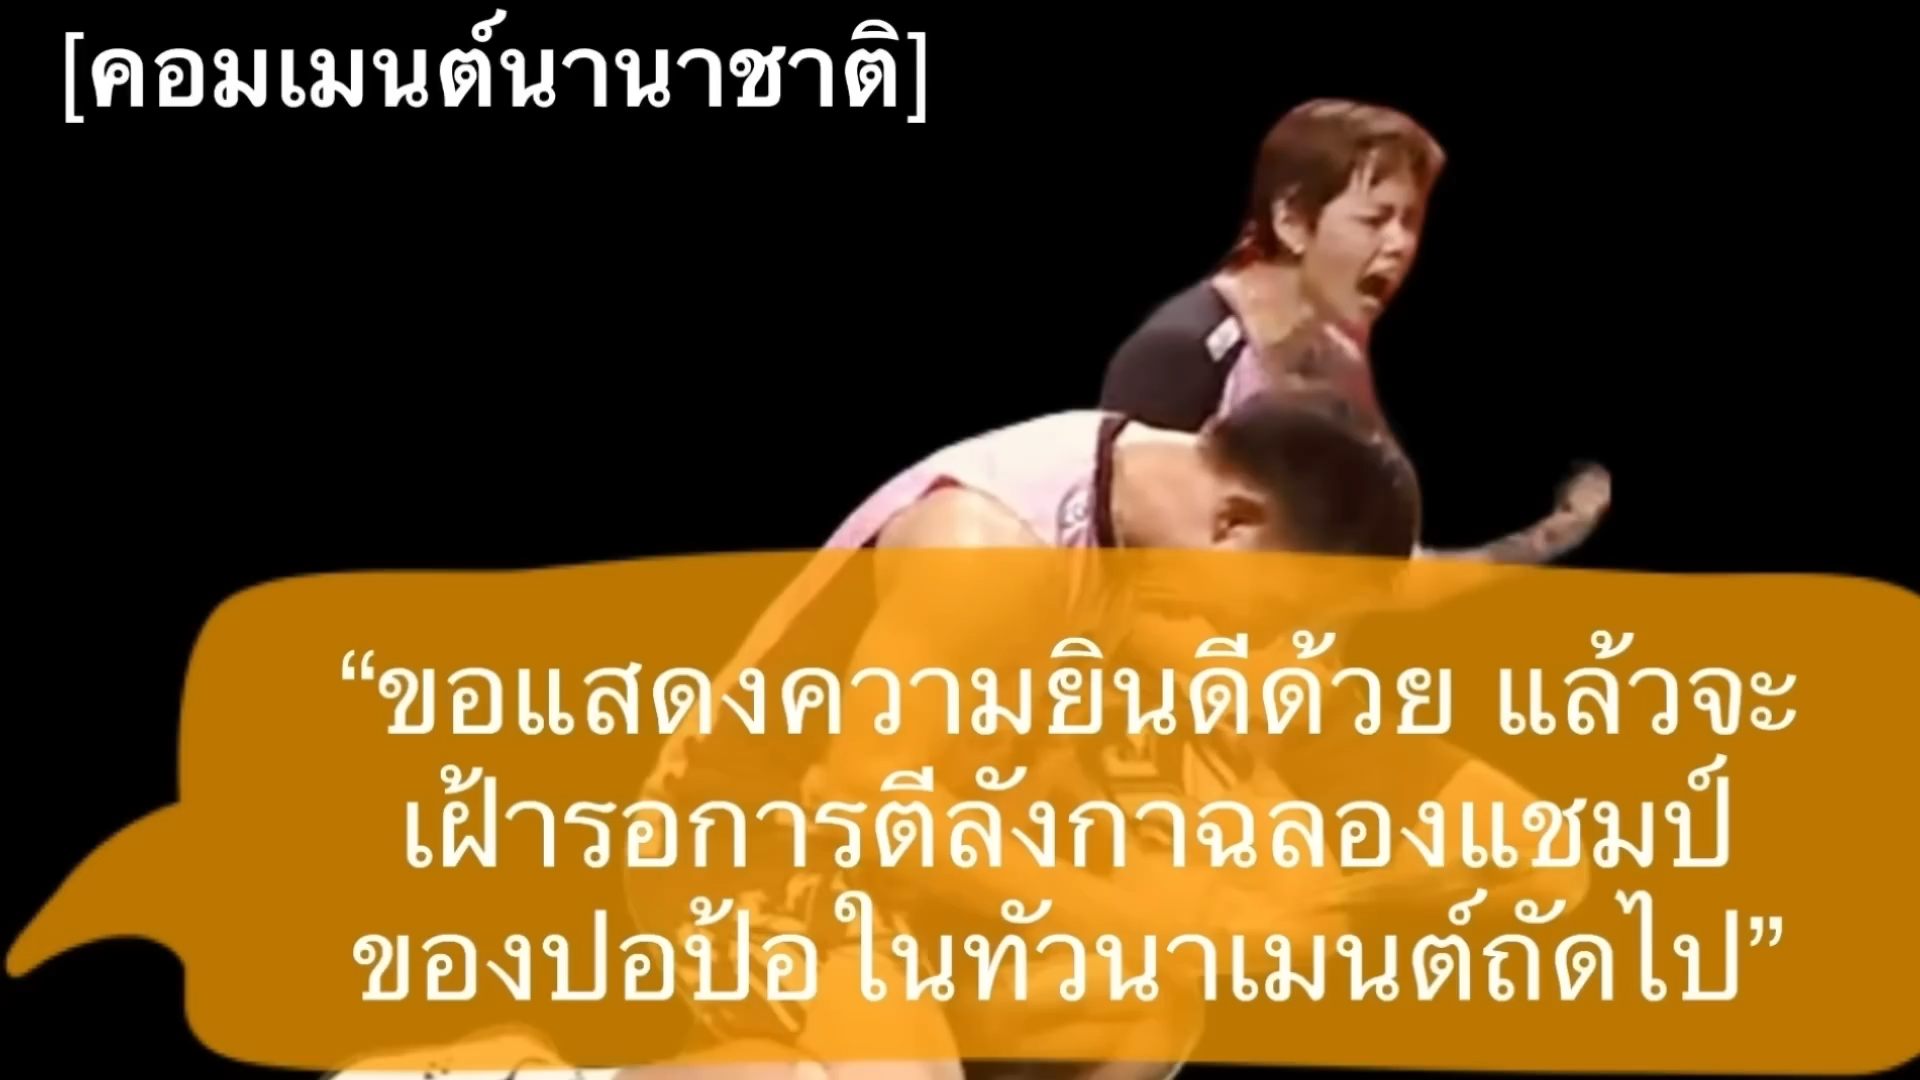 [คอมเมนต์นานาชาติ]
“ขอแสดงความยินดีด้วย แล้วจะ
เฝ้ารอการตีลังกาฉลองแชมป์
ของปอป้อ ในทัวนาเมนต์ถัดไป”